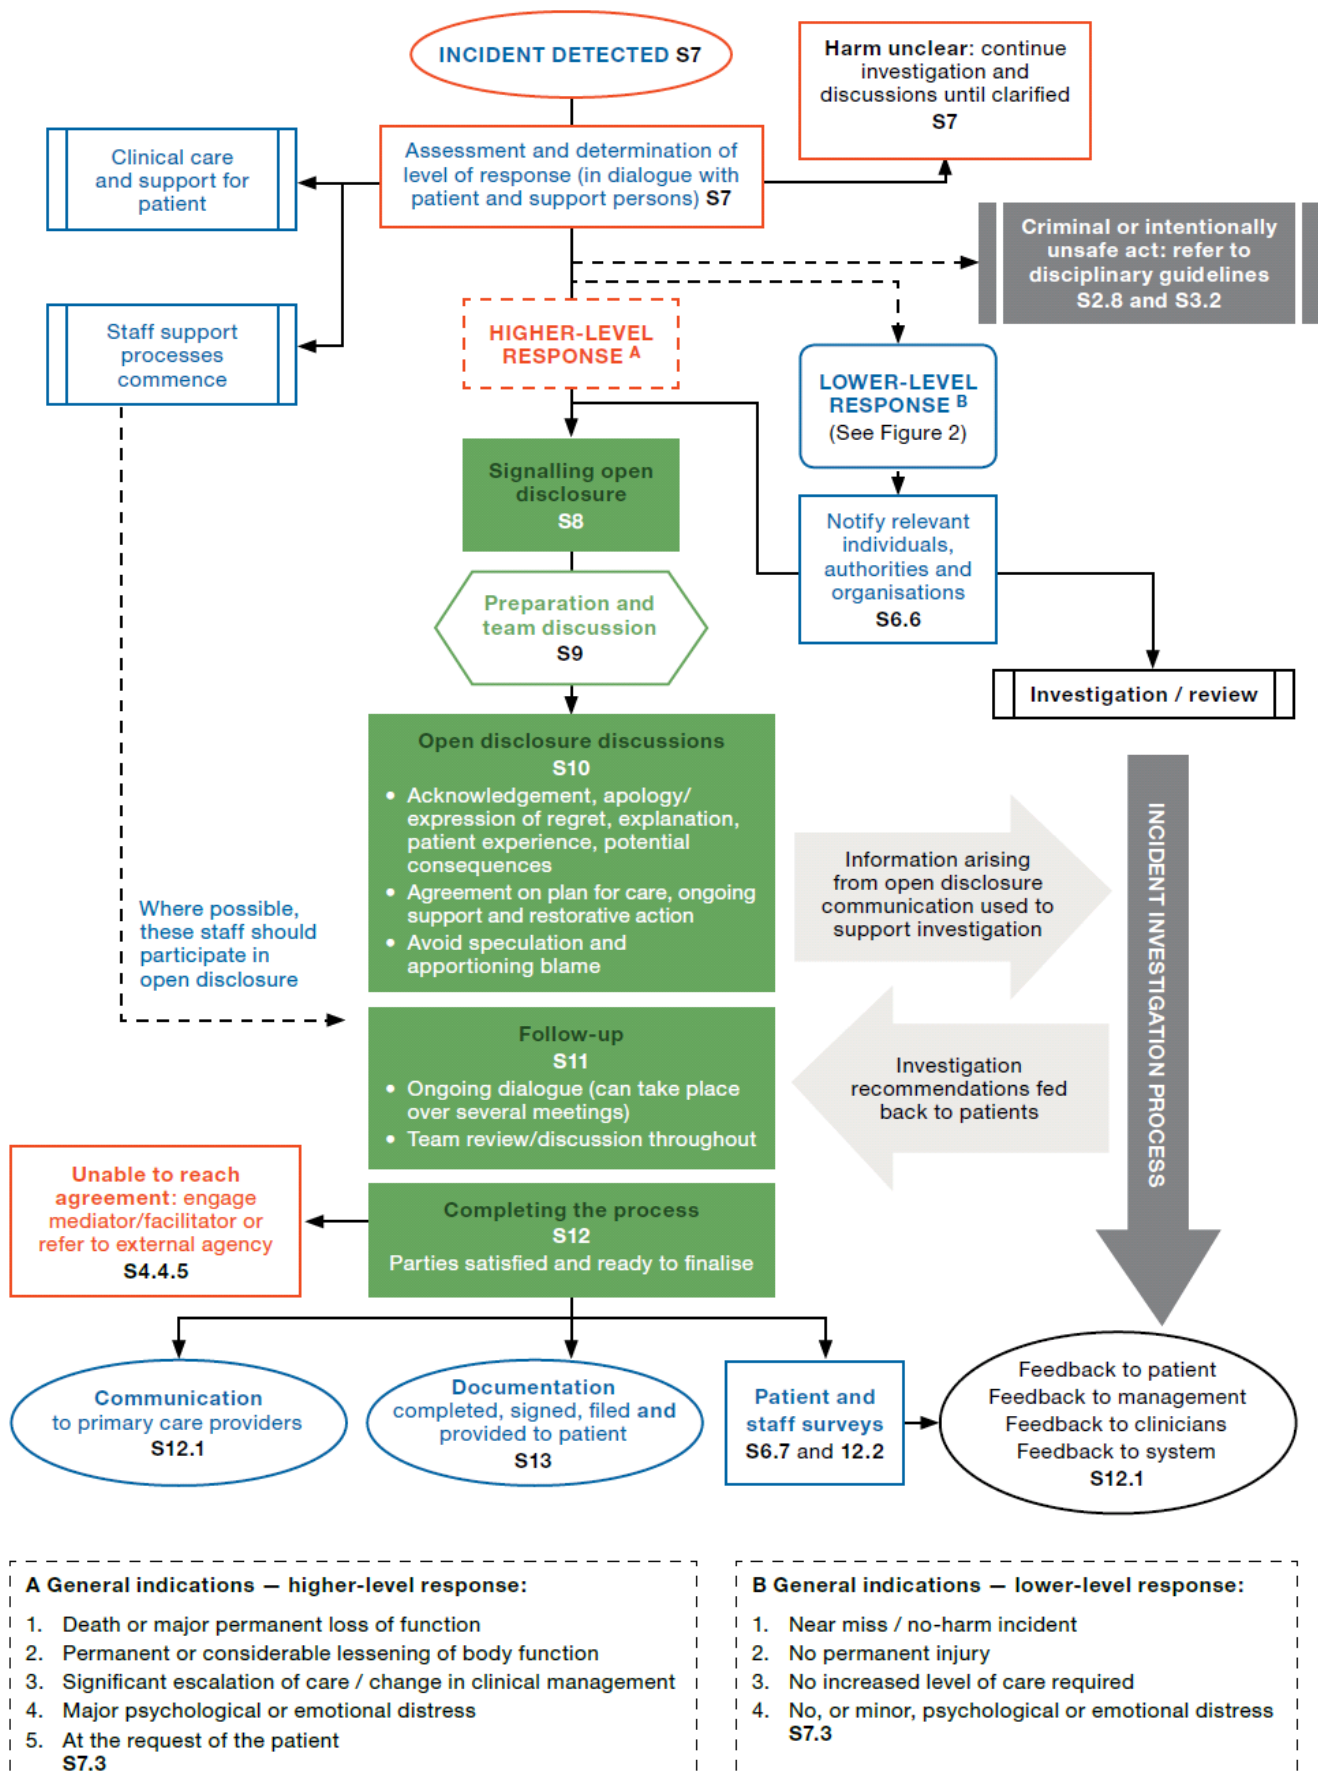 INCIDENT DETECTED S7
Harm unclear: continue
investigation and
discussions until clarified
S7
Assessment and determination of
level of response (in dialogue with
patient and support persons) S7
Clinical care
and support for
patient
Criminal or intentionally
unsafe act: refer to
disciplinary guidelines
S2.8 and S3.2
Staff support
processes
commence
HIGHER-LEVEL
RESPONSE A
LOWER-LEVEL
RESPONSE B
(See Figure 2)
Signalling open
disclosure
S8
Notify relevant
individuals,
authorities and
organisations
S6.6
Preparation and
team discussion
S9
Investigation / review
Open disclosure discussions
S10
• Acknowledgement, apology/
expression of regret, explanation,
patient experience, potential
consequences
• Agreement on plan for care, ongoing
support and restorative action
• Avoid speculation and
apportioning blame
Information arising
from open disclosure
communication used to
support investigation
INCIDENT INVESTIGATION PROCESS
Where possible,
these staff should
participate in
open disclosure
Follow-up
S11
• Ongoing dialogue (can take place
over several meetings)
• Team review/discussion throughout
Investigation
recommendations fed
back to patients
Unable to reach
agreement: engage
mediator/facilitator or
refer to external agency
S4.4.5
Completing the process
S12
Parties satisfied and ready to finalise
Communication
to primary care providers
S12.1
Documentation
completed, signed, filed and
provided to patient
S13
Patient and
staff surveys
S6.7 and 12.2
Feedback to patient
Feedback to management
Feedback to clinicians
Feedback to system
S12.1
A General indications — higher-level response:
1. Death or major permanent loss of function
2. Permanent or considerable lessening of body function
3. Significant escalation of care / change in clinical management
4. Major psychological or emotional distress
5. At the request of the patient
S7.3
B General indications — lower-level response:
1. Near miss / no-harm incident
2. No permanent injury
3. No increased level of care required
4. No, or minor, psychological or emotional distress
S7.3